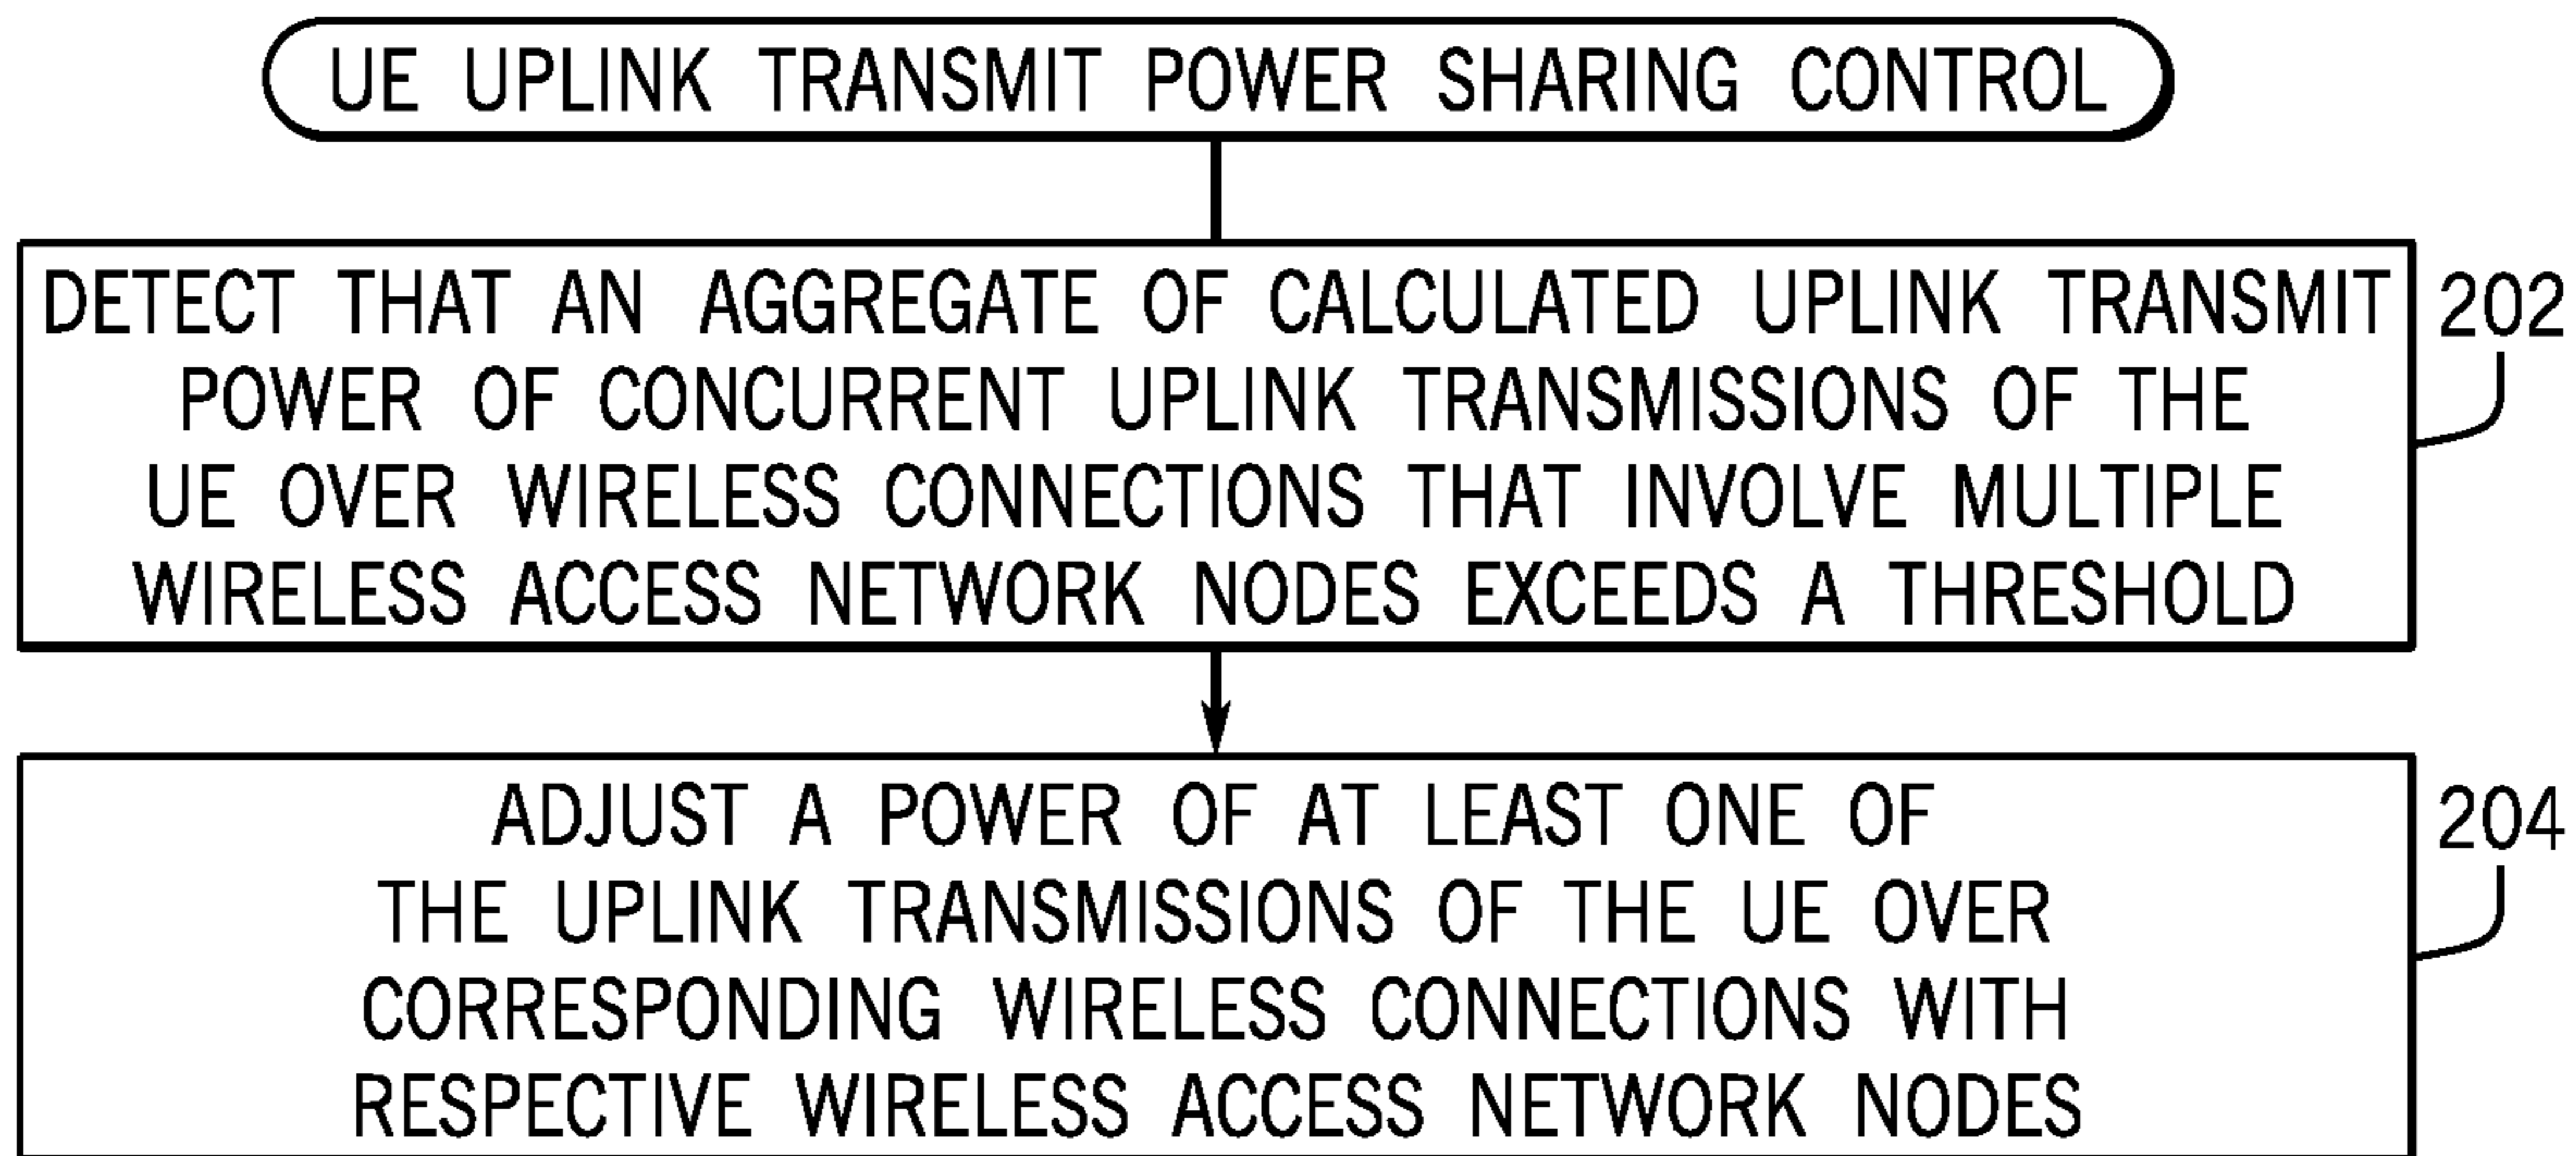 UE UPLINK TRANSMIT POWER SHARING CONTROL
DETECT THAT AN AGGREGATE OF CALCULATED UPLINK TRANSMIT
POWER OF CONCURRENT UPLINK TRANSMISSIONS OF THE
UE OVER WIRELESS CONNECTIONS THAT INVOLVE MULTIPLE
WIRELESS ACCESS NETWORK NODES EXCEEDS A THRESHOLD
202
ADJUST A POWER OF AT LEAST ONE OF
THE UPLINK TRANSMISSIONS OF THE UE OVER
CORRESPONDING WIRELESS CONNECTIONS WITH
RESPECTIVE WIRELESS ACCESS NETWORK NODES
204